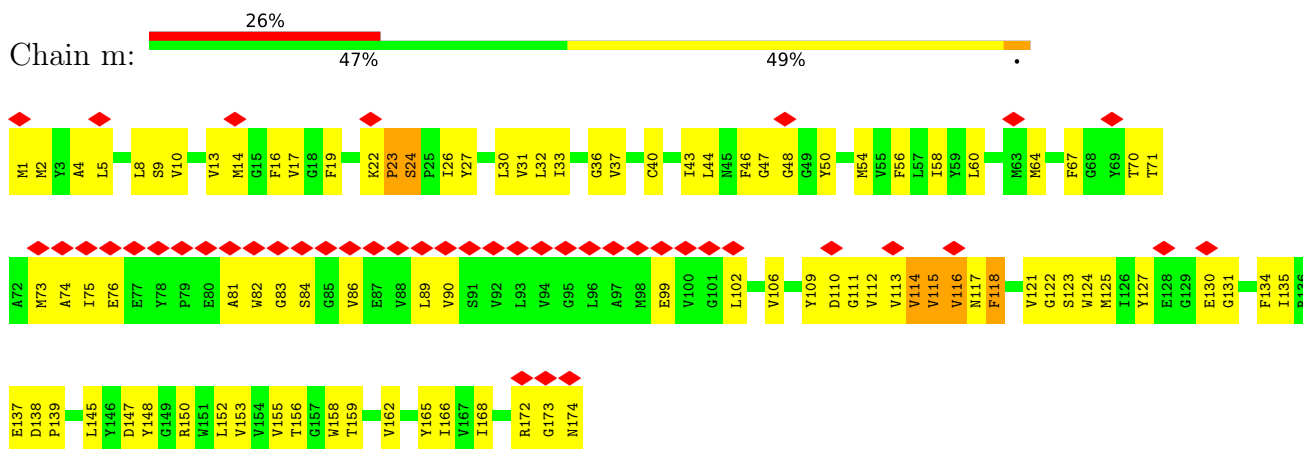 26%
Chain m:
47% 49% •
M1 M2 Y3 A4 L5 L8 S9 V10 V13 M14 G15 F16 V17 G18 F19 K22 P23 S24 P25 I26 Y27 L30 V31 L32 I33 G36 V37 C40 I43 L44 N45 F46 G47 G48 G49 Y50 M54 V55 F56 L57 I58 Y59 L60 M63 M64 F67 G68 Y69 T70 T71
A72 M73 A74 I75 E76 E77 Y78 P79 E80 A81 W82 G83 S84 G85 V86 E87 V88 L89 V90 S91 V92 L93 V94 G95 L96 A97 M98 E99 V100 G101 L102 V106 Y109 D110 G111 V112 V113 V114 V115 V116 N117 F118 V121 G122 S123 W124 M125 I126 Y127 E128 G129 E130 G131 F134 I135 R136
E137 D138 P139 L145 Y146 D147 Y148 G149 R150 W151 L152 V153 V154 V155 T156 G157 W158 T159 V162 Y165 I166 V167 I168 R172 G173 N174